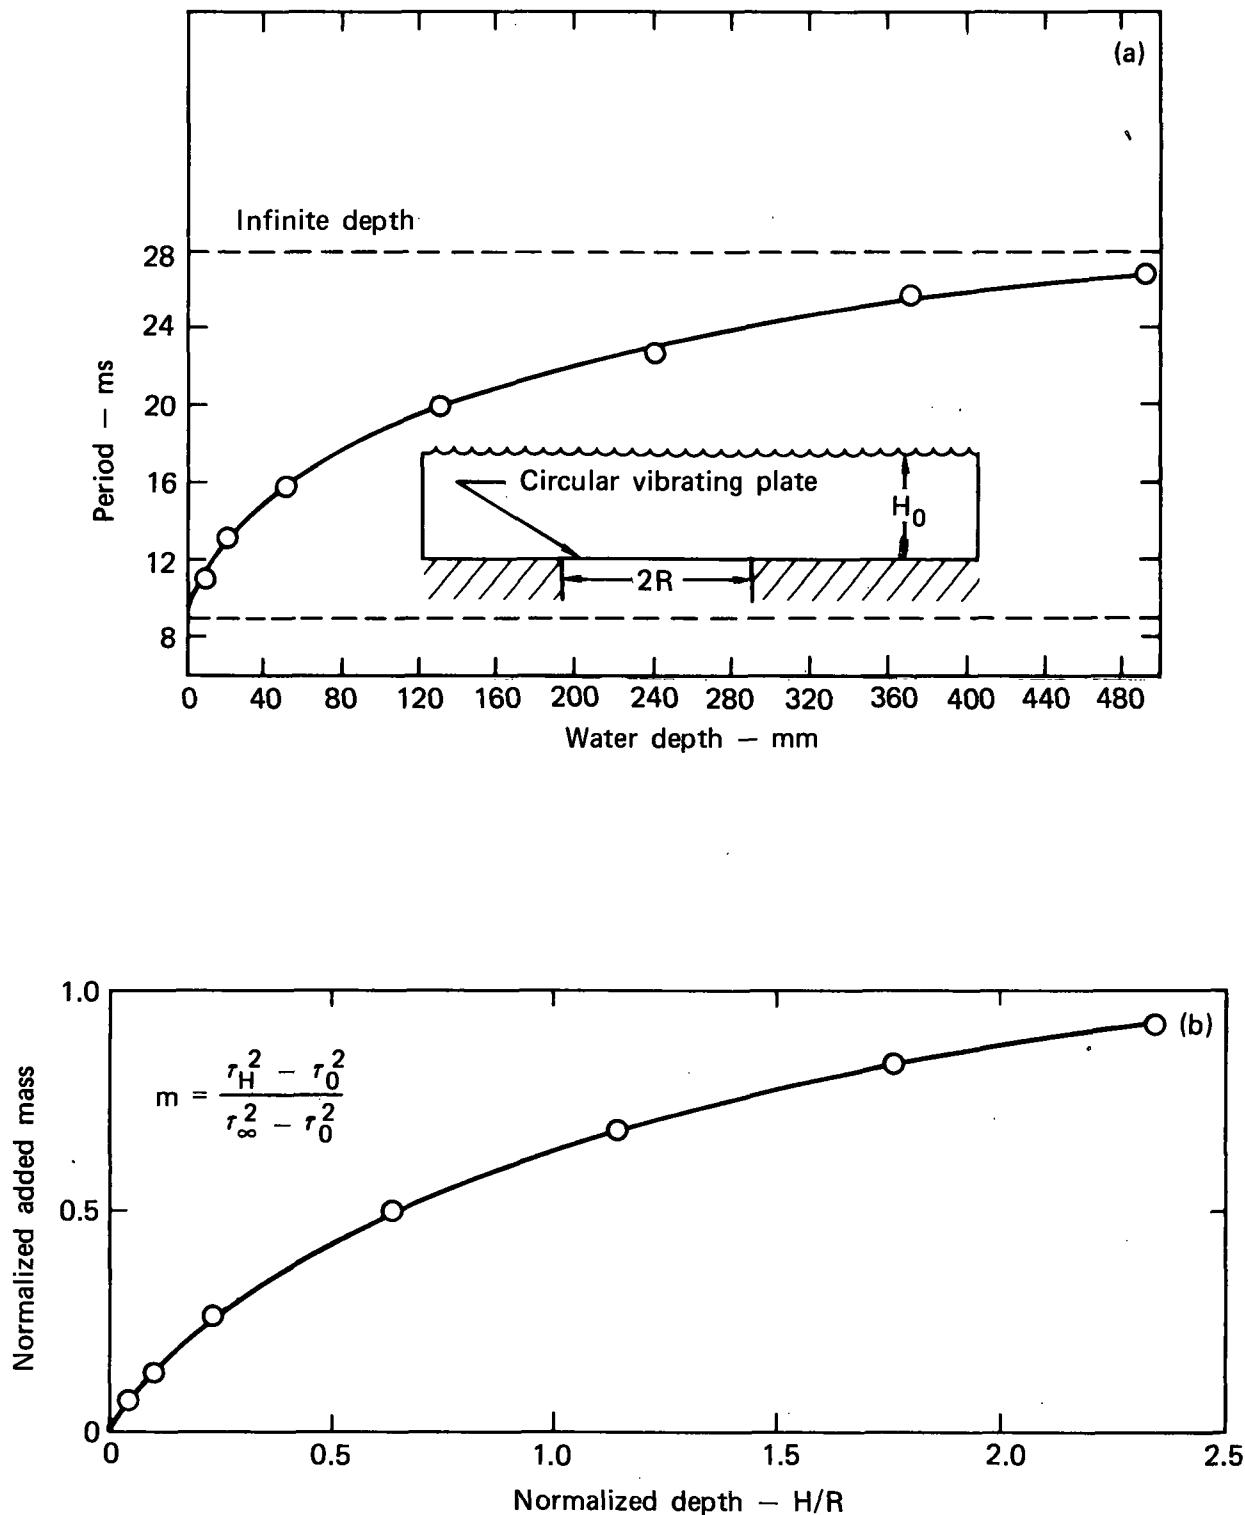 (a)
Infinite depth
28
24
20
16
12
8
Period – ms
Circular vibrating plate
H0
2R
0 40 80 120 160 200 240 280 320 360 400 440 480
Water depth – mm
1.0
(b)
m = (τH² – τ0²) / (τ∞² – τ0²)
0.5
0
Normalized added mass
0 0.5 1.0 1.5 2.0 2.5
Normalized depth – H/R